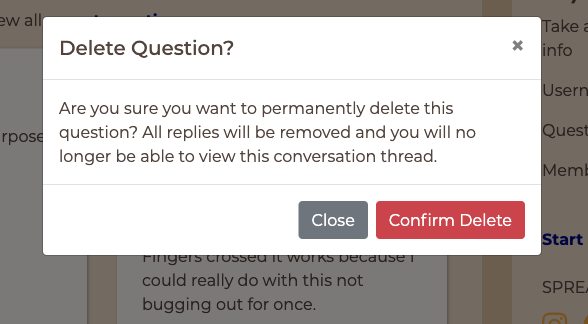 ew all
Delete Question?
×
Take a
info
Are you sure you want to permanently delete this
question? All replies will be removed and you will no
longer be able to view this conversation thread.
urpose
Usern
Quest
Memb
Close
Confirm Delete
Start
Fingers crossed it works because I
could really do with this not
bugging out for once.
SPREA